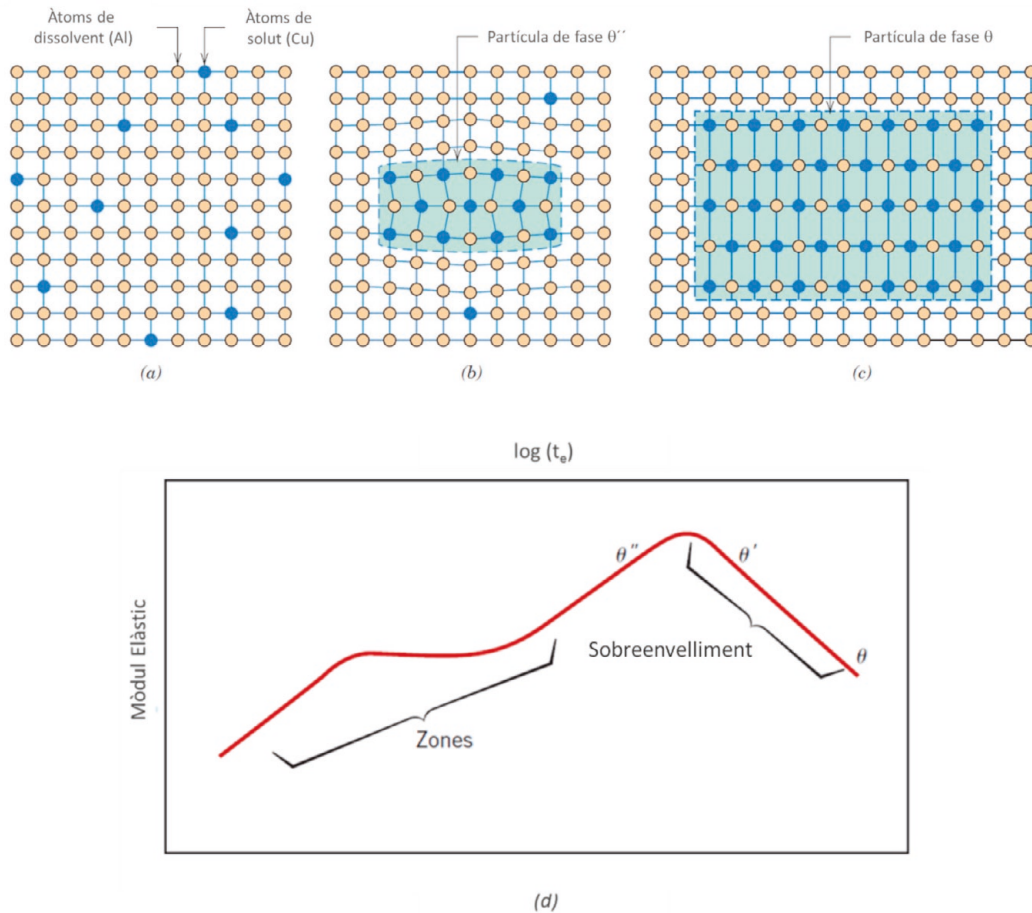 Àtoms de
dissolvent (Al)
Àtoms de
solut (Cu)
Partícula de fase θ´´
Partícula de fase θ
(a)
(b)
(c)
log (tₑ)
Mòdul Elàstic
θ"
θ'
Sobreenvelliment
θ
Zones
(d)